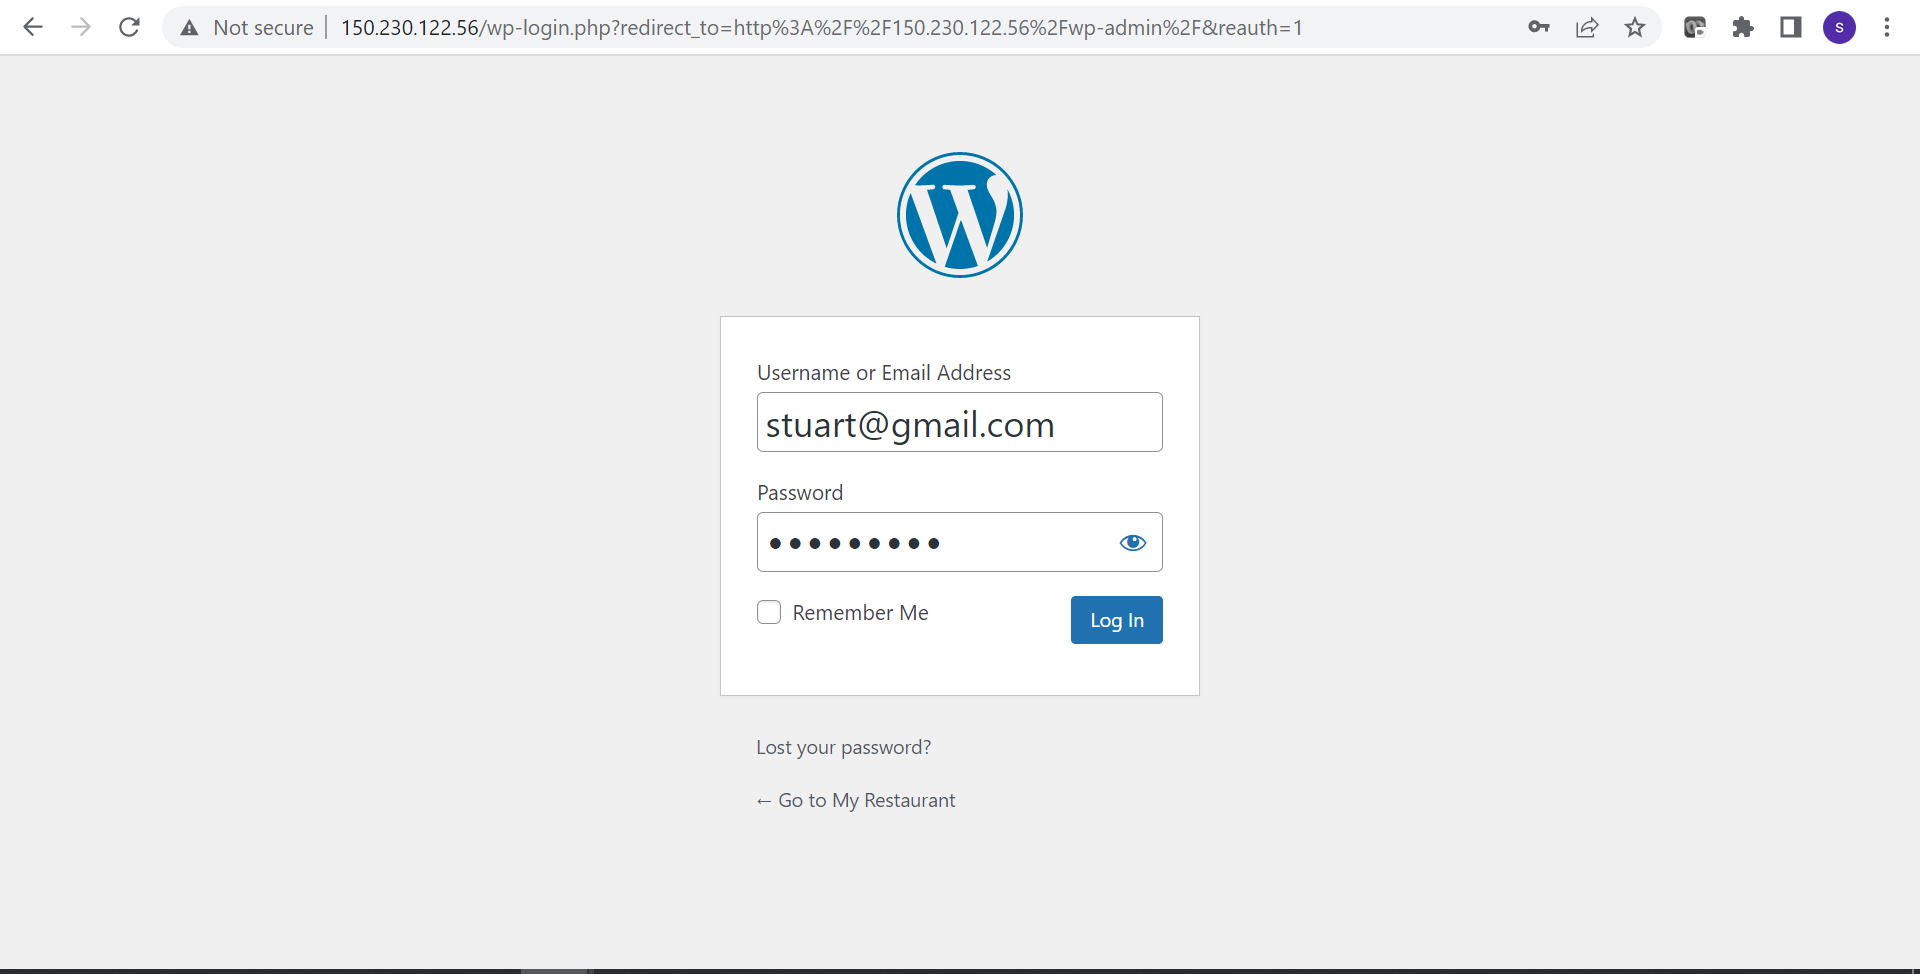 Not secure 150.230.122.56/wp-login.php?redirect_to=http%3A%2F%2F150.230.122.56%2Fwp-admin%2F&reauth=1
S
Username or Email Address
stuart@gmail.com
Password
Remember Me
Log In
Lost your password?
← Go to My Restaurant